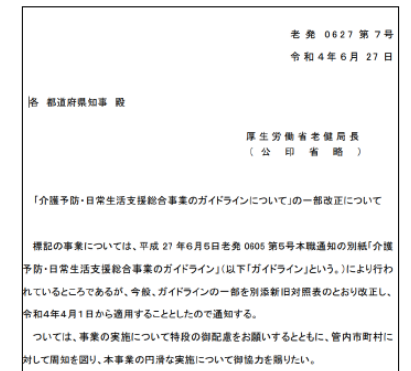 老発 0627 第7号
令和4年6月 27 日
各 都道府県知事 殿
厚生労働省老健局長
( 公 印 省 略 )
「介護予防・日常生活支援総合事業のガイドラインについて」の一部改正について
標記の事業については、平成 27 年6月5日老発 0605 第5号本職通知の別紙「介護
予防・日常生活支援総合事業のガイドライン」(以下「ガイドライン」という。)により行わ
れているところであるが、今般、ガイドラインの一部を別添新旧対照表のとおり改正し、
令和4年4月1日から適用することとしたので通知する。
ついては、事業の実施について特段の御配慮をお願いするとともに、管内市町村に
対して周知を図り、本事業の円滑な実施について御協力を賜りたい。